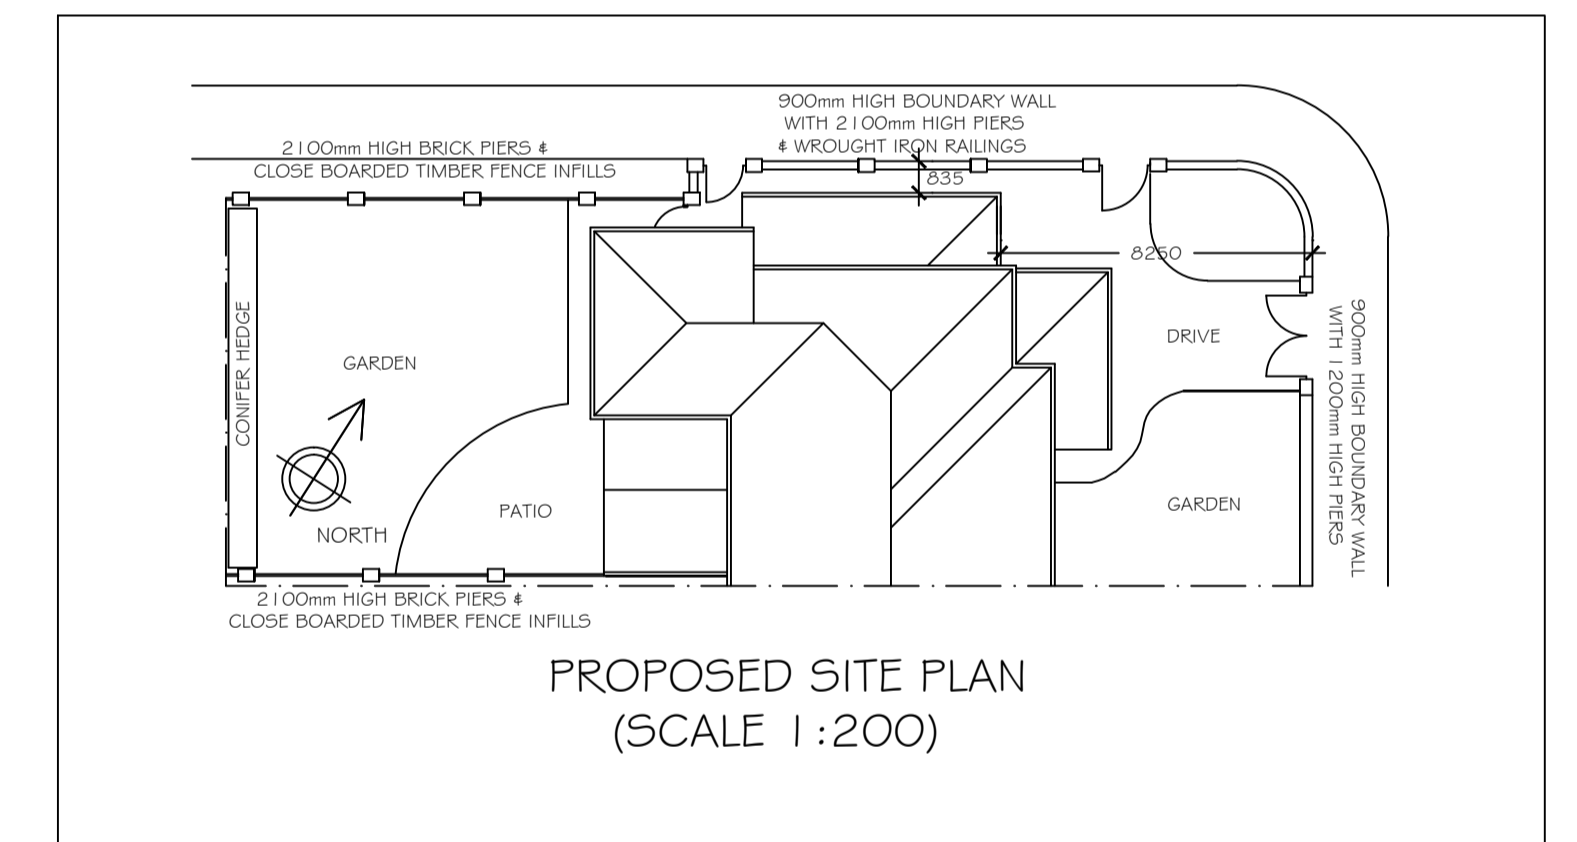 900mm HIGH BOUNDARY WALL
WITH 2100mm HIGH PIERS
& WROUGHT IRON RAILINGS
2100mm HIGH BRICK PIERS &
CLOSE BOARDED TIMBER FENCE INFILLS
835
8250
CONIFER HEDGE
GARDEN
DRIVE
900mm HIGH BOUNDARY WALL
WITH 1200mm HIGH PIERS
NORTH
PATIO
GARDEN
2100mm HIGH BRICK PIERS &
CLOSE BOARDED TIMBER FENCE INFILLS
PROPOSED SITE PLAN
(SCALE 1:200)